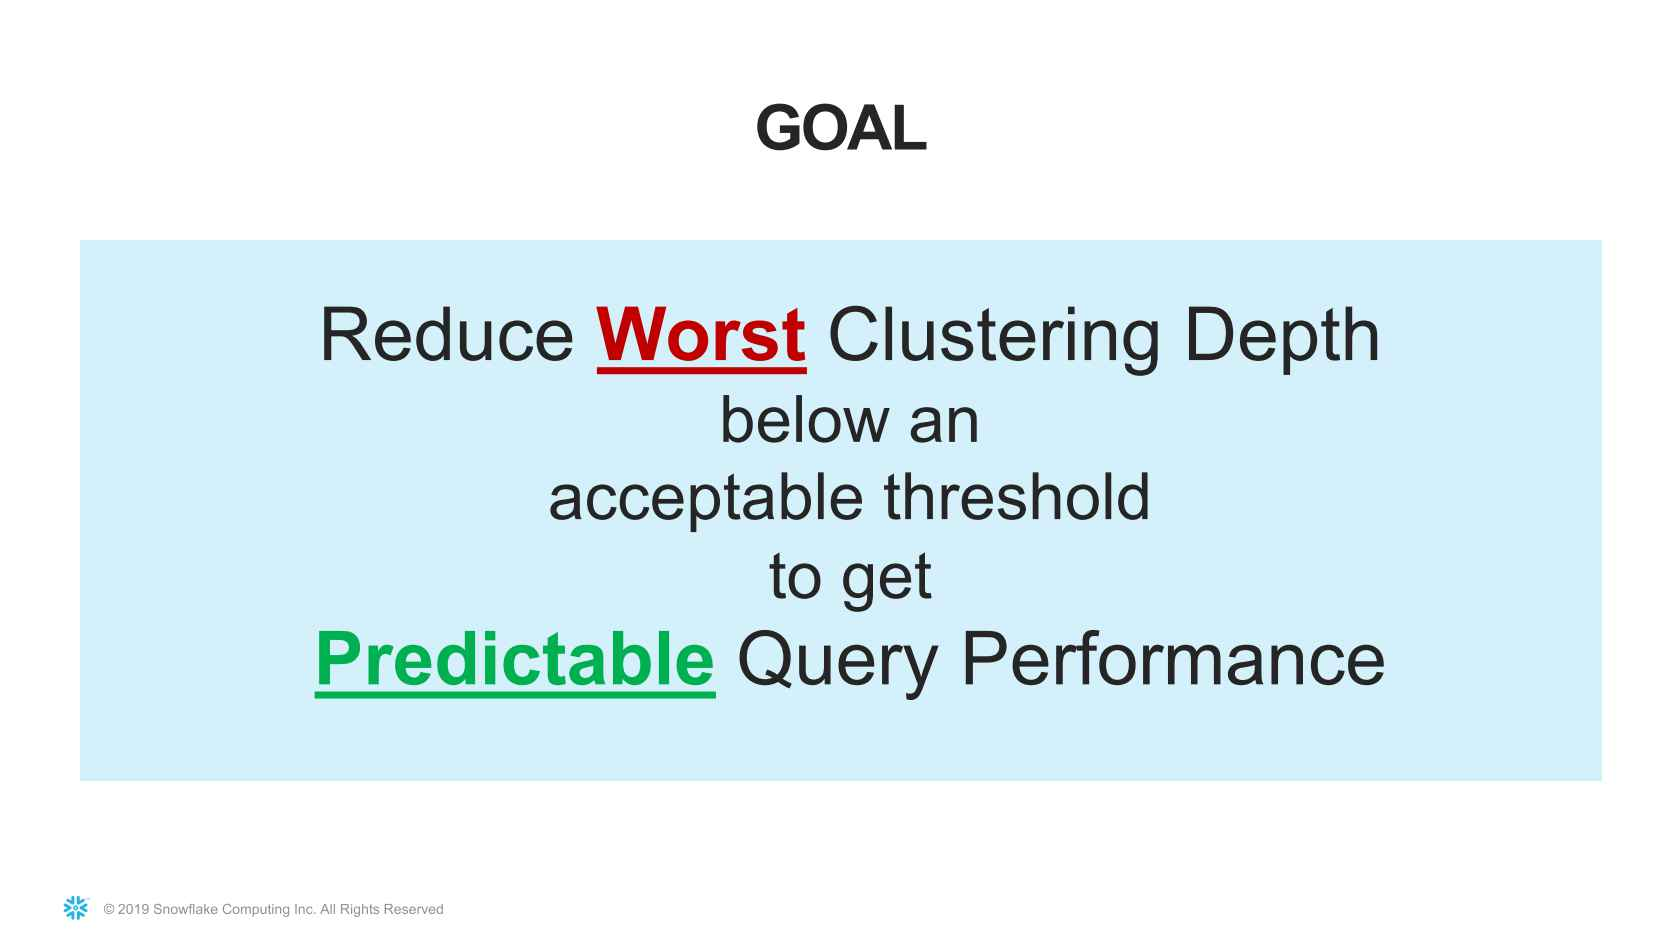 GOAL
Reduce Worst Clustering Depth
below an
acceptable threshold
to get
Predictable Query Performance
© 2019 Snowflake Computing Inc. All Rights Reserved